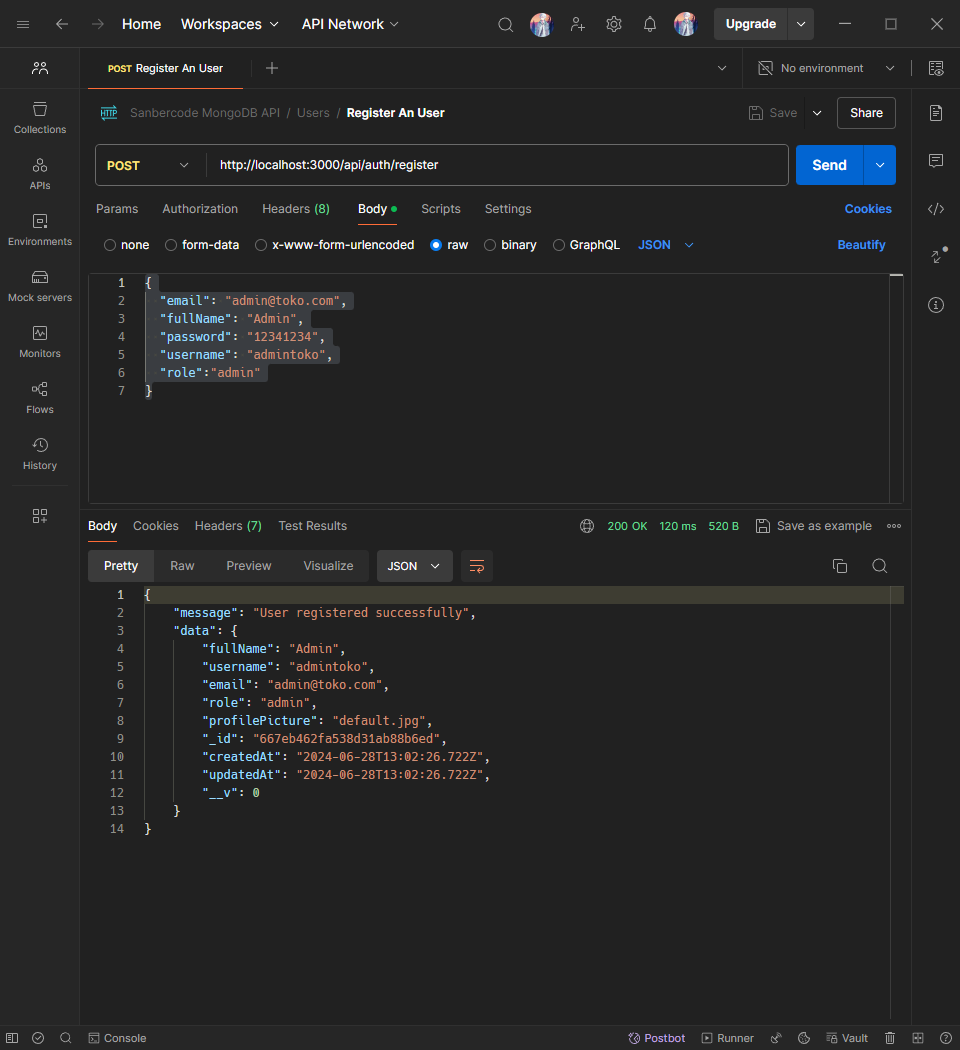 Home Workspaces API Network Upgrade
POST Register An User No environment
HTTP Sanbercode MongoDB API / Users / Register An User Save Share
Collections
APIs
Environments
Mock servers
Monitors
Flows
History
POST http://localhost:3000/api/auth/register Send
Params Authorization Headers (8) Body Scripts Settings Cookies
none form-data x-www-form-urlencoded raw binary GraphQL JSON Beautify
1 {
2 "email": "admin@toko.com",
3 "fullName": "Admin",
4 "password": "12341234",
5 "username": "admintoko",
6 "role":"admin"
7 }
Body Cookies Headers (7) Test Results 200 OK 120 ms 520 B Save as example
Pretty Raw Preview Visualize JSON
1 {
2 "message": "User registered successfully",
3 "data": {
4 "fullName": "Admin",
5 "username": "admintoko",
6 "email": "admin@toko.com",
7 "role": "admin",
8 "profilePicture": "default.jpg",
9 "_id": "667eb462fa538d31ab88b6ed",
10 "createdAt": "2024-06-28T13:02:26.722Z",
11 "updatedAt": "2024-06-28T13:02:26.722Z",
12 "__v": 0
13 }
14 }
Console Postbot Runner Vault